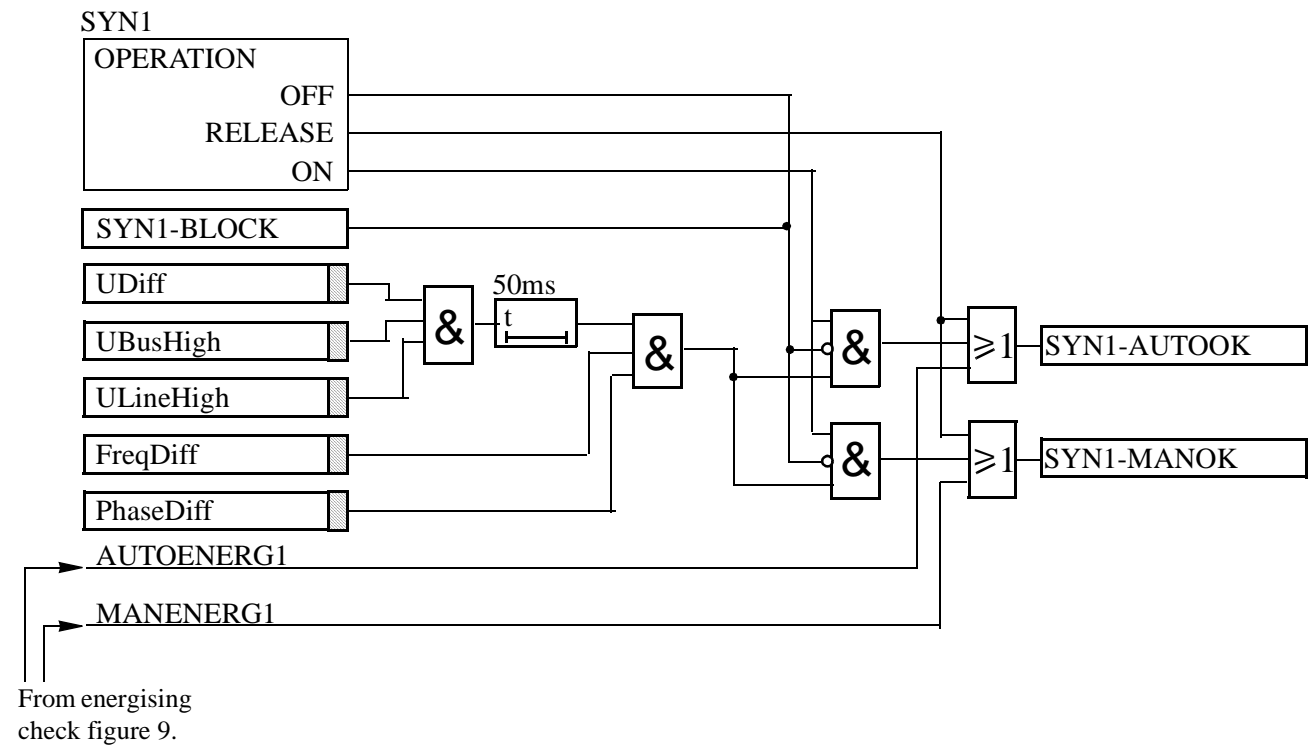 SYN1
OPERATION
OFF
RELEASE
ON
SYN1-BLOCK
UDiff
50ms
t
&
UBusHigh
&
&
≥1
SYN1-AUTOOK
ULineHigh
FreqDiff
&
≥1
SYN1-MANOK
PhaseDiff
AUTOENERG1
MANENERG1
From energising
check figure 9.